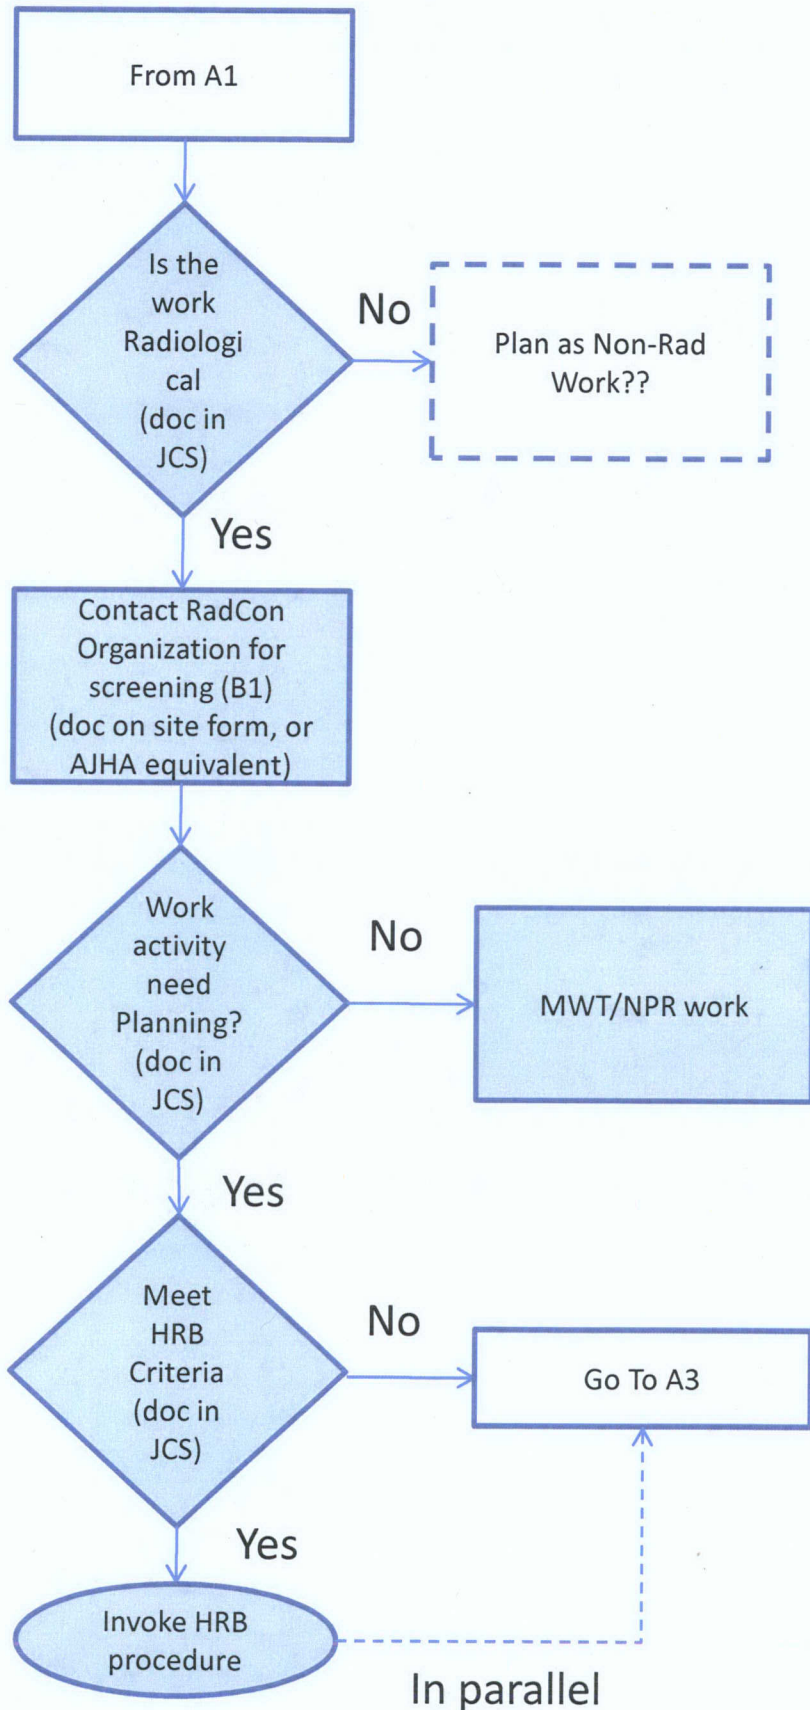 From A1
Is the
work
Radiologi
cal
(doc in
JCS)
No
Plan as Non-Rad
Work??
Yes
Contact RadCon
Organization for
screening (B1)
(doc on site form, or
AJHA equivalent)
Work
activity
need
Planning?
(doc in
JCS)
No
MWT/NPR work
Yes
Meet
HRB
Criteria
(doc in
JCS)
No
Go To A3
Yes
Invoke HRB
procedure
In parallel